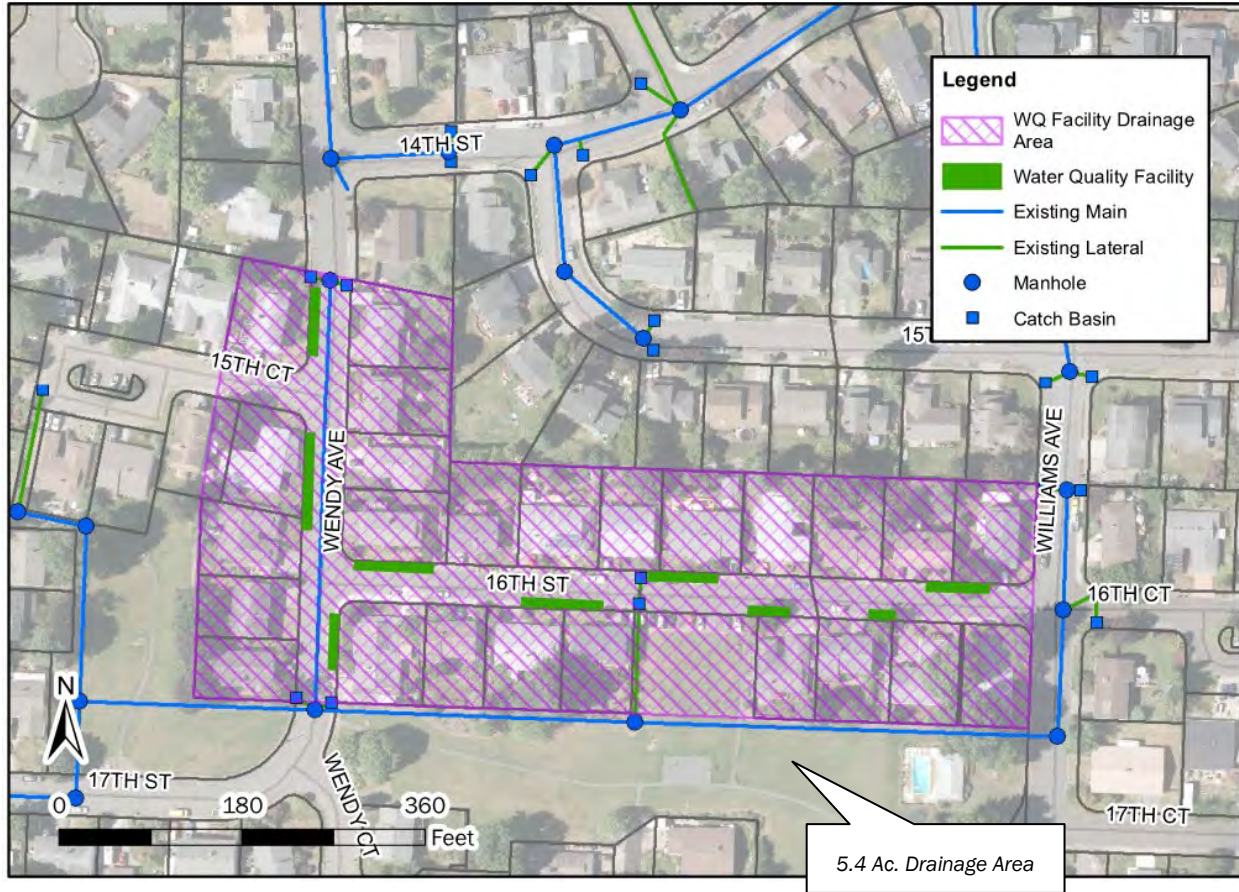 14TH ST
Legend
WQ Facility Drainage
Area
Water Quality Facility
Existing Main
Existing Lateral
Manhole
Catch Basin
15TH CT
WENDY AVE
WILLIAMS AVE
16TH ST
16TH CT
N
17TH ST
WENDY CT
17TH CT
0 180 360
Feet
5.4 Ac. Drainage Area